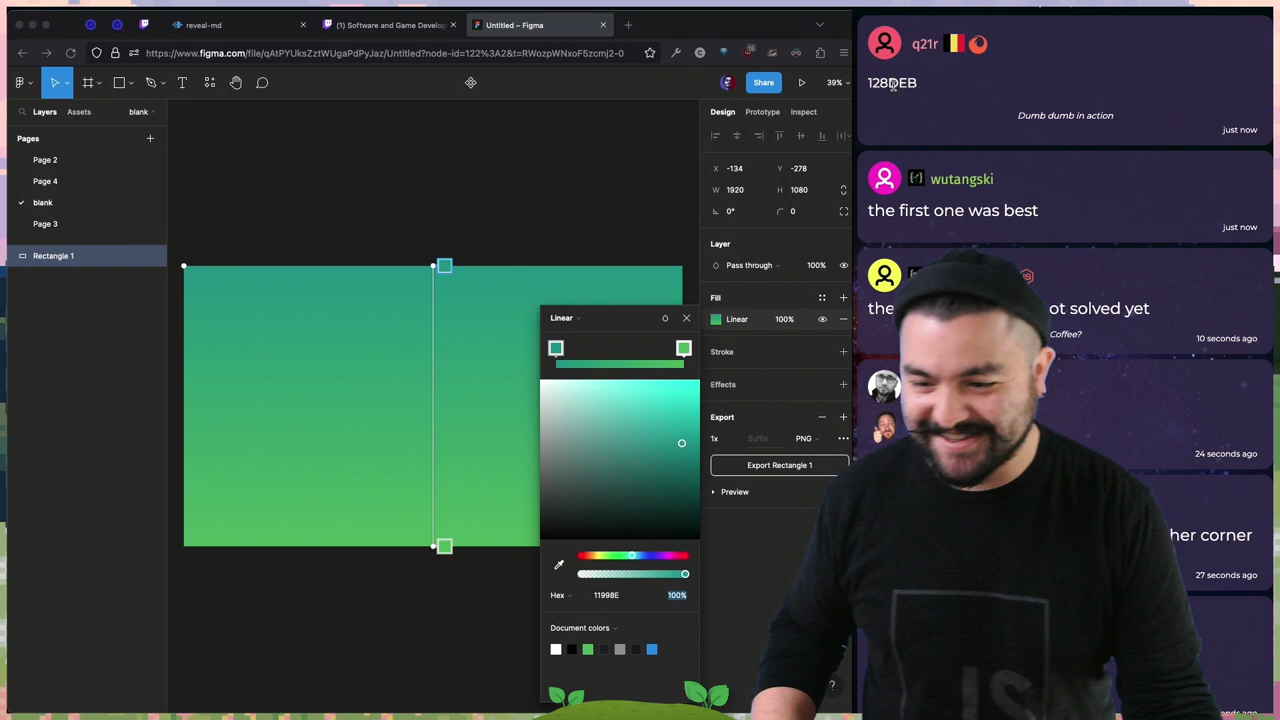 reveal-md
(1) Software and Game Develop
Untitled – Figma
https://www.figma.com/file/qAtPYUksZztWUgaPdPyJaz/Untitled?node-id=122%3A2&t=RWozpWNxoF5zcmj2-0
Share
39%
Layers
Assets
blank
Pages
Page 2
Page 4
blank
Page 3
Rectangle 1
Design
Prototype
Inspect
X -134
Y -278
W 1920
H 1080
0°
0
Layer
Pass through
100%
Fill
Linear
100%
Stroke
Effects
Export
1x
Suffix
PNG
Export Rectangle 1
Preview
Linear
Hex
11998E
100%
Document colors
?
q21r
Dumb dumb in action
just now
wutangski
the first one was best
just now
the
ot solved yet
Coffee?
10 seconds ago
24 seconds ago
her corner
27 seconds ago
JS